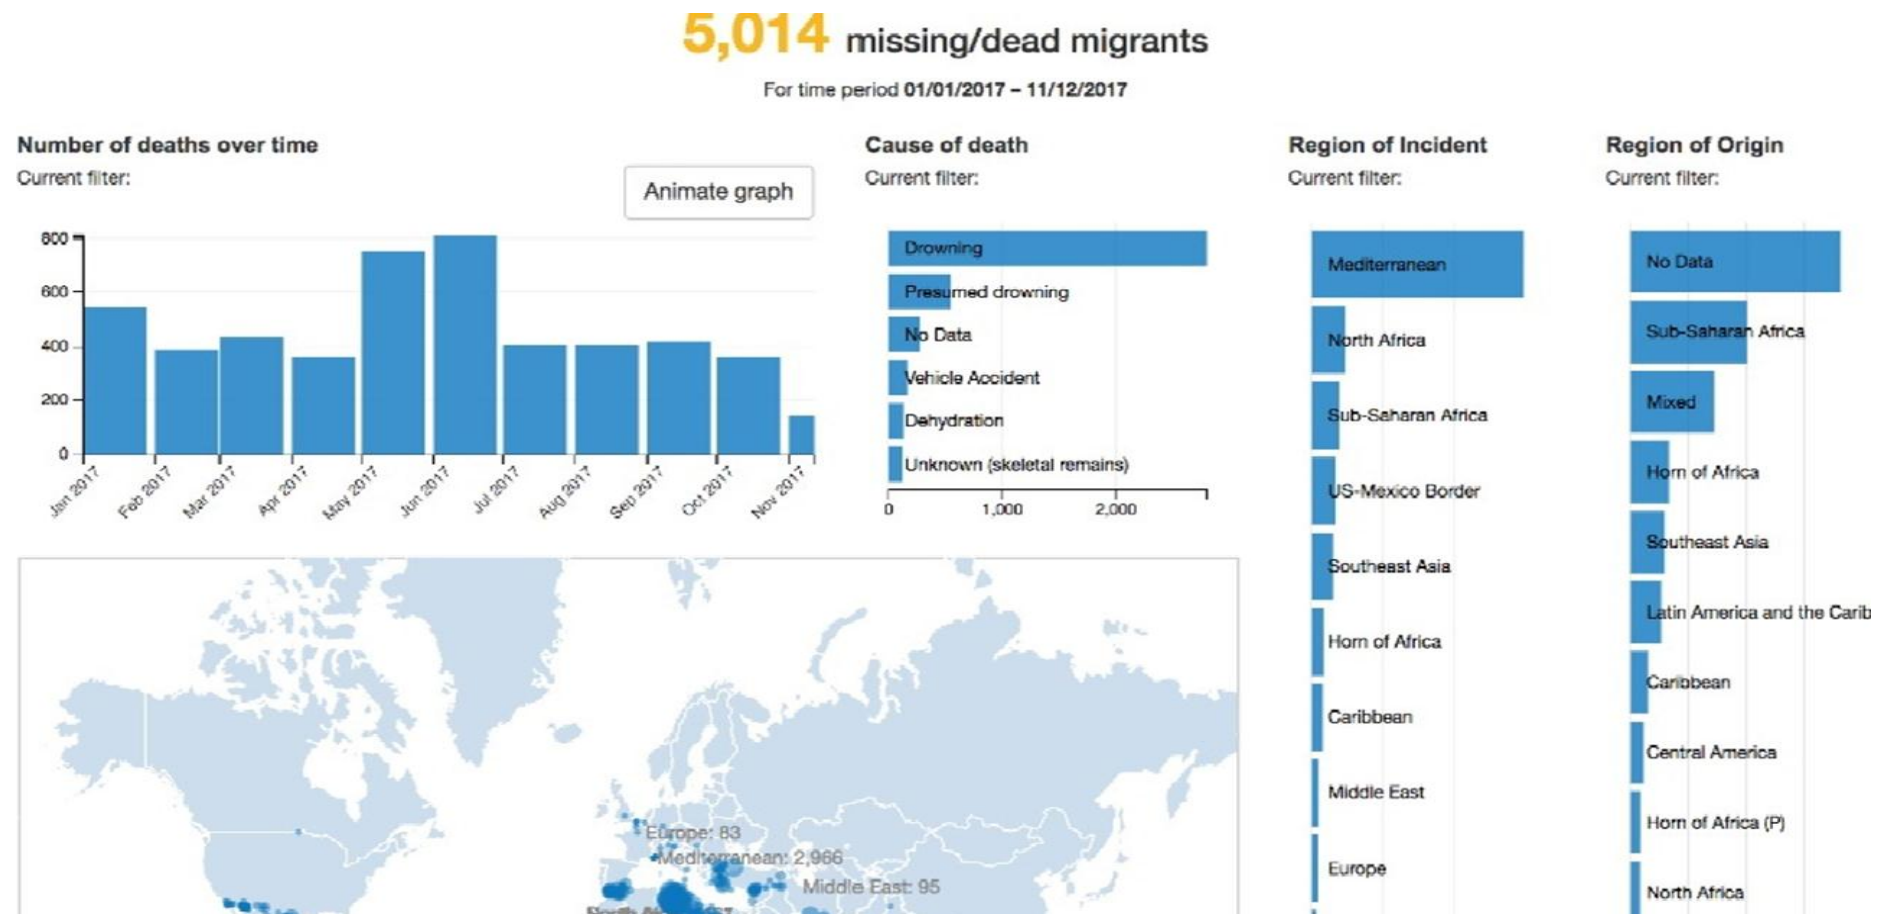 5,014 missing/dead migrants
For time period 01/01/2017 – 11/12/2017
Number of deaths over time
Current filter:
Animate graph
800
600
400
200
0
Jan 2017
Feb 2017
Mar 2017
Apr 2017
May 2017
Jun 2017
Jul 2017
Aug 2017
Sep 2017
Oct 2017
Nov 2017
Cause of death
Current filter:
Drowning
Presumed drowning
No Data
Vehicle Accident
Dehydration
Unknown (skeletal remains)
0 1,000 2,000
Region of Incident
Current filter:
Mediterranean
North Africa
Sub-Saharan Africa
US-Mexico Border
Southeast Asia
Horn of Africa
Caribbean
Middle East
Europe
Region of Origin
Current filter:
No Data
Sub-Saharan Africa
Mixed
Horn of Africa
Southeast Asia
Latin America and the Carib
Caribbean
Central America
Horn of Africa (P)
North Africa
Europe: 83
Mediterranean: 2,966
Middle East: 95